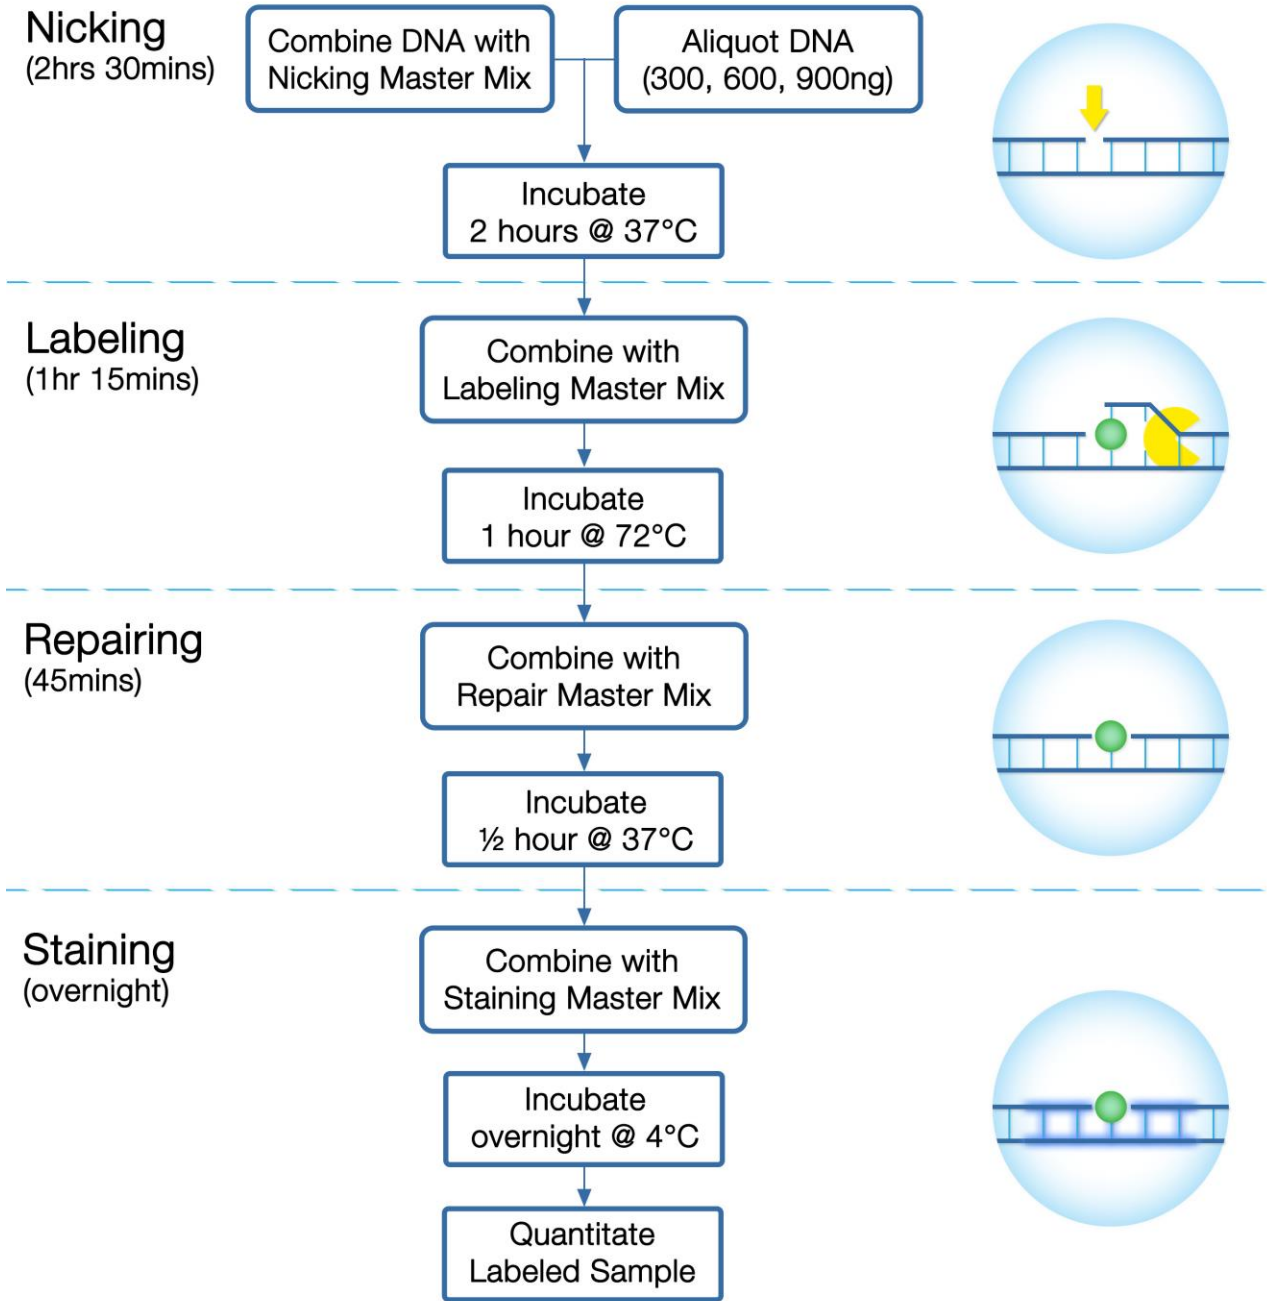 Nicking
(2hrs 30mins)
Combine DNA with
Nicking Master Mix
Aliquot DNA
(300, 600, 900ng)
Incubate
2 hours @ 37°C
Labeling
(1hr 15mins)
Combine with
Labeling Master Mix
Incubate
1 hour @ 72°C
Repairing
(45mins)
Combine with
Repair Master Mix
Incubate
½ hour @ 37°C
Staining
(overnight)
Combine with
Staining Master Mix
Incubate
overnight @ 4°C
Quantitate
Labeled Sample